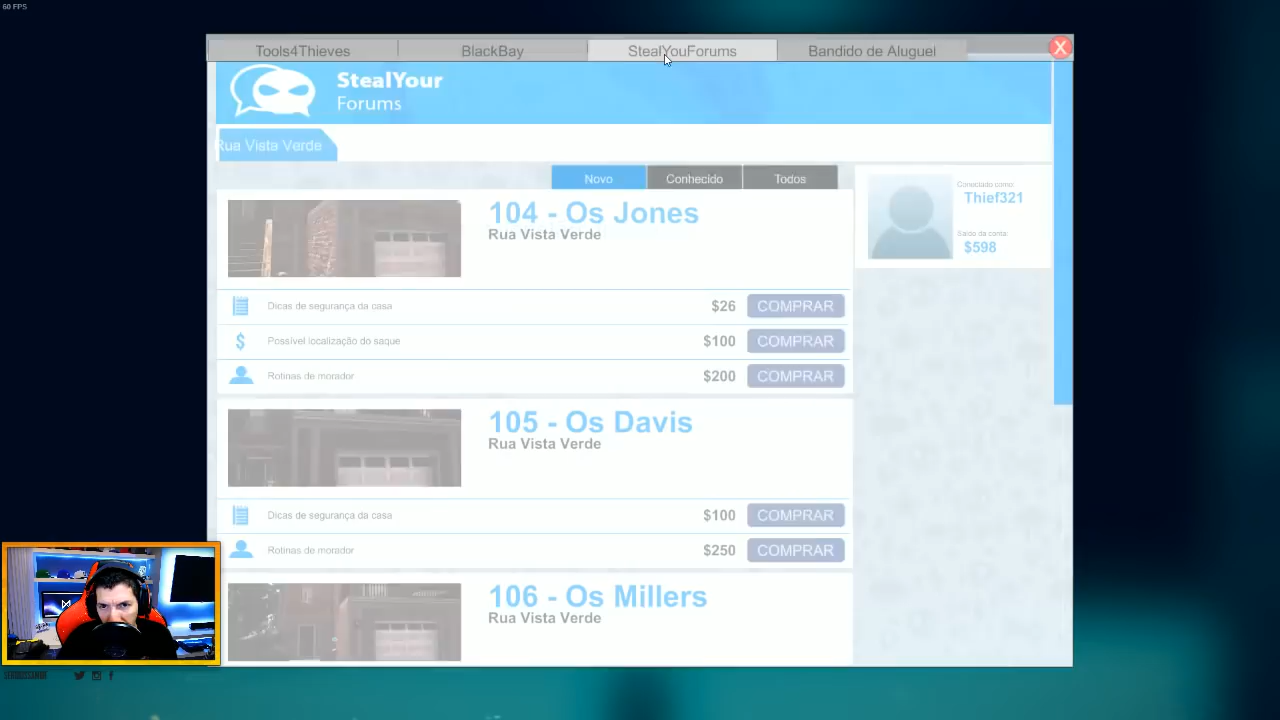 60 FPS
Tools4Thieves
BlackBay
StealYouForums
Bandido de Aluguel
X
StealYour
Forums
Rua Vista Verde
Novo
Conhecido
Todos
104 - Os Jones
Rua Vista Verde
Conectado como:
Thief321
Saldo da conta:
$598
Dicas de segurança da casa
$26
COMPRAR
Possível localização do saque
$100
COMPRAR
Rotinas de morador
$200
COMPRAR
105 - Os Davis
Rua Vista Verde
Dicas de segurança da casa
$100
COMPRAR
Rotinas de morador
$250
COMPRAR
106 - Os Millers
Rua Vista Verde